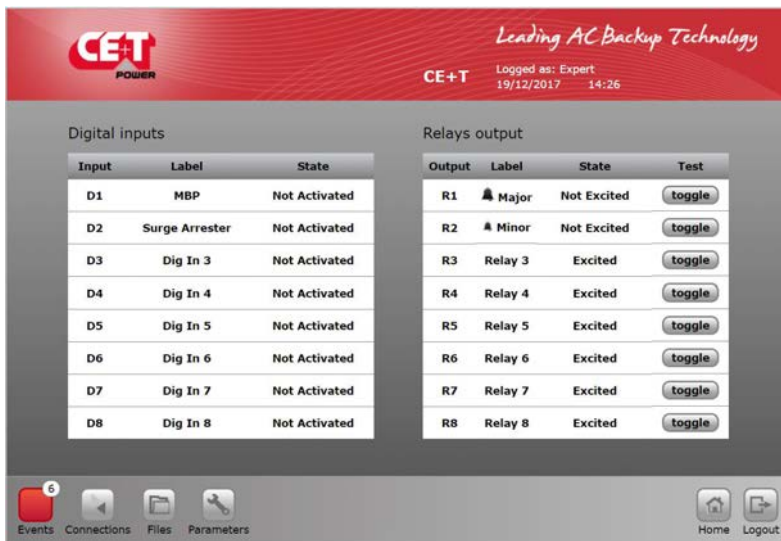 CE+T
POWER
Leading AC Backup Technology
CE+T
Logged as: Expert
19/12/2017 14:26
Digital inputs
Input Label State
D1 MBP Not Activated
D2 Surge Arrester Not Activated
D3 Dig In 3 Not Activated
D4 Dig In 4 Not Activated
D5 Dig In 5 Not Activated
D6 Dig In 6 Not Activated
D7 Dig In 7 Not Activated
D8 Dig In 8 Not Activated
Relays output
Output Label State Test
R1 Major Not Excited toggle
R2 Minor Not Excited toggle
R3 Relay 3 Excited toggle
R4 Relay 4 Excited toggle
R5 Relay 5 Excited toggle
R6 Relay 6 Excited toggle
R7 Relay 7 Excited toggle
R8 Relay 8 Excited toggle
6
Events Connections Files Parameters Home Logout